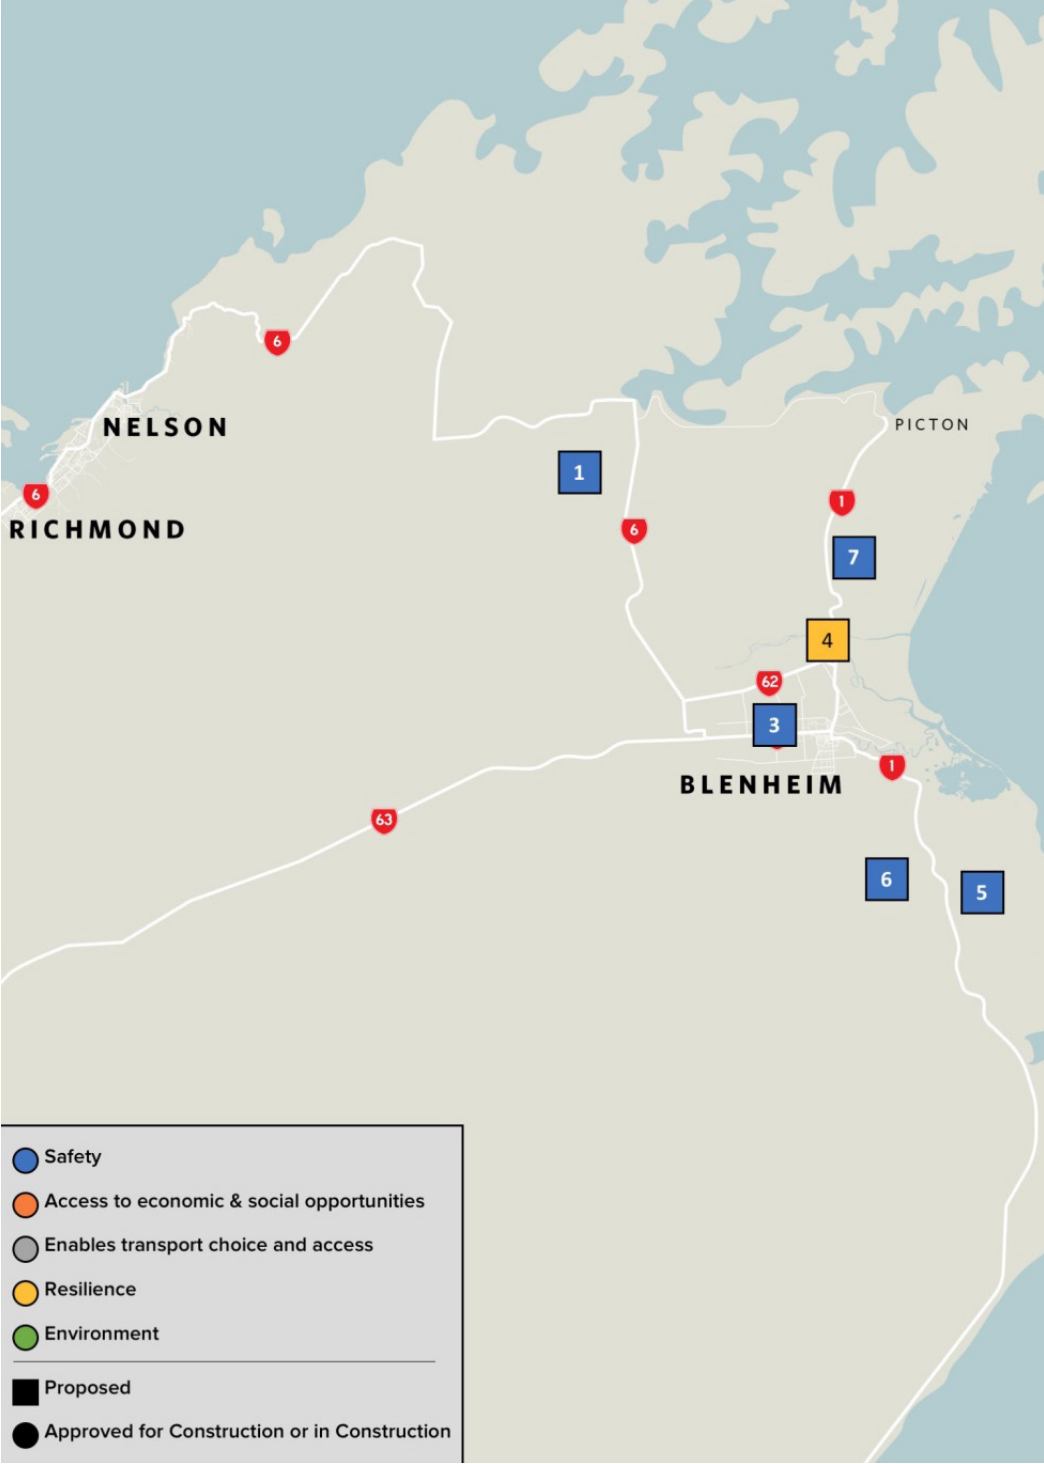 6
NELSON
PICTON
1
6
1
RICHMOND
6
7
4
62
3
1
BLENHEIM
63
6
5
Safety
Access to economic & social opportunities
Enables transport choice and access
Resilience
Environment
Proposed
Approved for Construction or in Construction